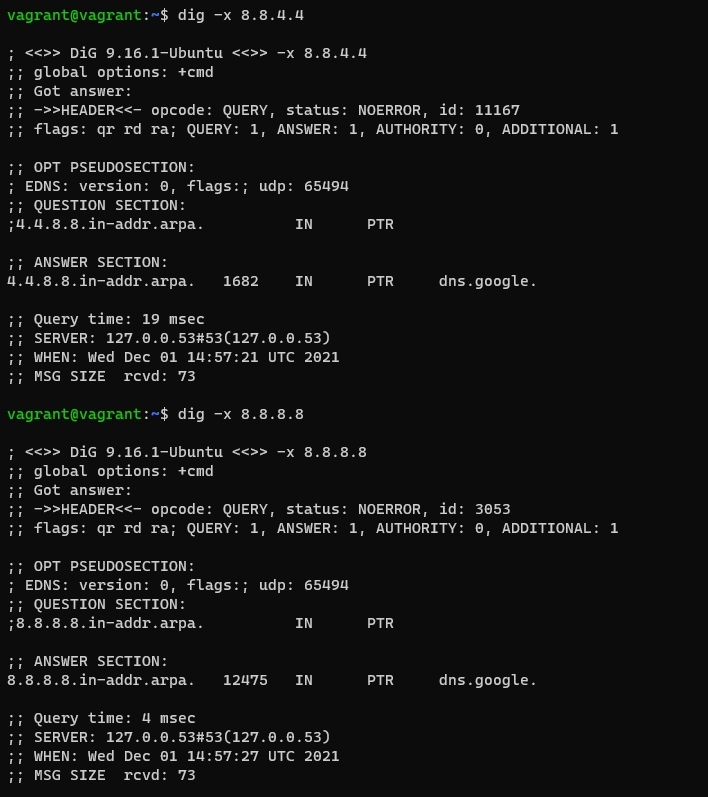 vagrant@vagrant:~$ dig -x 8.8.4.4

; <<>> DiG 9.16.1-Ubuntu <<>> -x 8.8.4.4
;; global options: +cmd
;; Got answer:
;; ->>HEADER<<- opcode: QUERY, status: NOERROR, id: 11167
;; flags: qr rd ra; QUERY: 1, ANSWER: 1, AUTHORITY: 0, ADDITIONAL: 1

;; OPT PSEUDOSECTION:
; EDNS: version: 0, flags:; udp: 65494
;; QUESTION SECTION:
;4.4.8.8.in-addr.arpa.          IN      PTR

;; ANSWER SECTION:
4.4.8.8.in-addr.arpa.   1682    IN      PTR     dns.google.

;; Query time: 19 msec
;; SERVER: 127.0.0.53#53(127.0.0.53)
;; WHEN: Wed Dec 01 14:57:21 UTC 2021
;; MSG SIZE  rcvd: 73

vagrant@vagrant:~$ dig -x 8.8.8.8

; <<>> DiG 9.16.1-Ubuntu <<>> -x 8.8.8.8
;; global options: +cmd
;; Got answer:
;; ->>HEADER<<- opcode: QUERY, status: NOERROR, id: 3053
;; flags: qr rd ra; QUERY: 1, ANSWER: 1, AUTHORITY: 0, ADDITIONAL: 1

;; OPT PSEUDOSECTION:
; EDNS: version: 0, flags:; udp: 65494
;; QUESTION SECTION:
;8.8.8.8.in-addr.arpa.          IN      PTR

;; ANSWER SECTION:
8.8.8.8.in-addr.arpa.   12475   IN      PTR     dns.google.

;; Query time: 4 msec
;; SERVER: 127.0.0.53#53(127.0.0.53)
;; WHEN: Wed Dec 01 14:57:27 UTC 2021
;; MSG SIZE  rcvd: 73